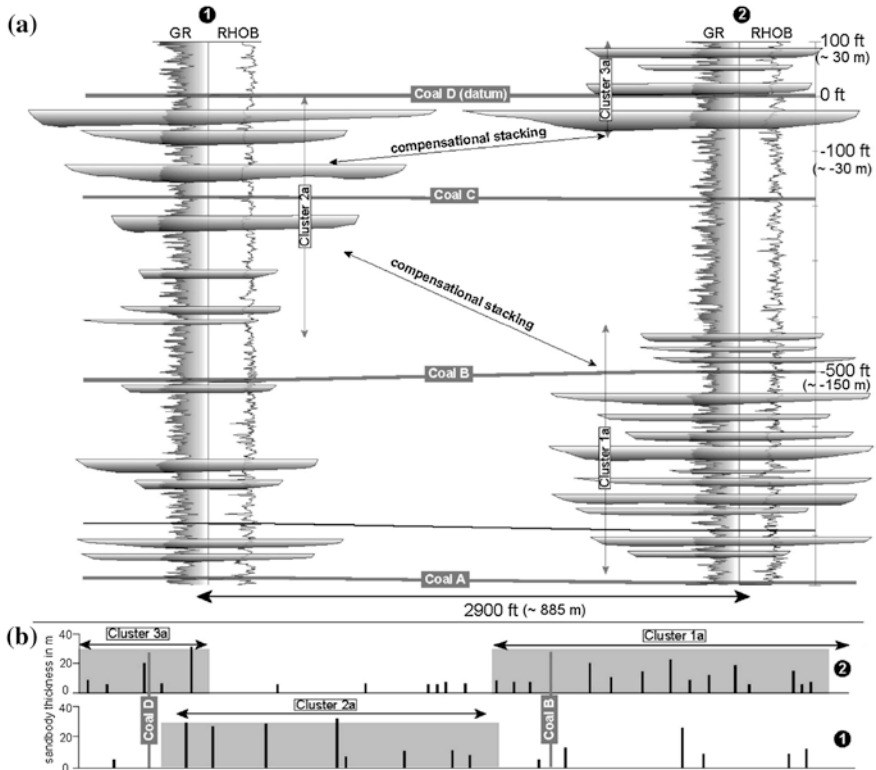 (a)
1
2
GR RHOB
GR RHOB
100 ft
(~ 30 m)
Cluster 3a
Coal D (datum)
0 ft
compensational stacking
-100 ft
(~ -30 m)
Cluster 2a
Coal C
compensational stacking
Coal B
-500 ft
(~ -150 m)
Cluster 1a
Coal A
2900 ft (~ 885 m)
(b)
sandbody thickness in m
40
20
0
Cluster 3a
Cluster 1a
2
Coal D
Coal B
40
20
0
Cluster 2a
1